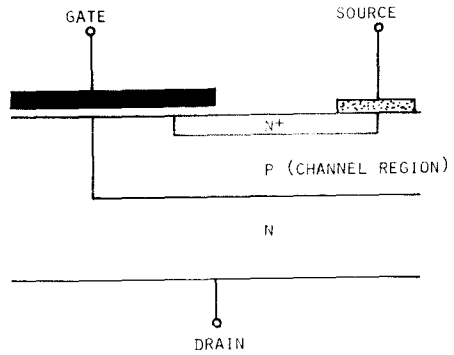 GATE
SOURCE
N+
P (CHANNEL REGION)
N
DRAIN